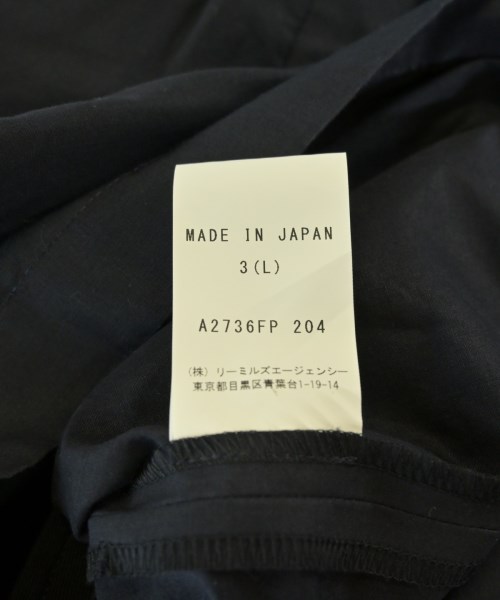 MADE IN JAPAN
3(L)
A2736FP 204
(株) リーミルズエージェンシー
東京都目黒区青葉台1-19-14